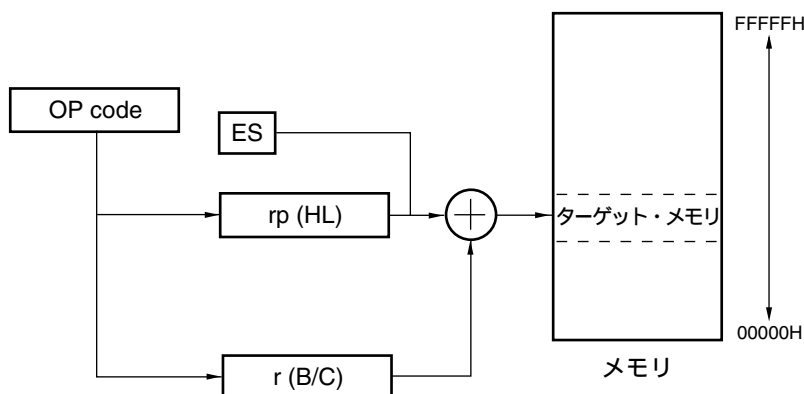 FFFFFH
OP code
ES
rp (HL)
ターゲット・メモリ
00000H
r (B/C)
メモリ